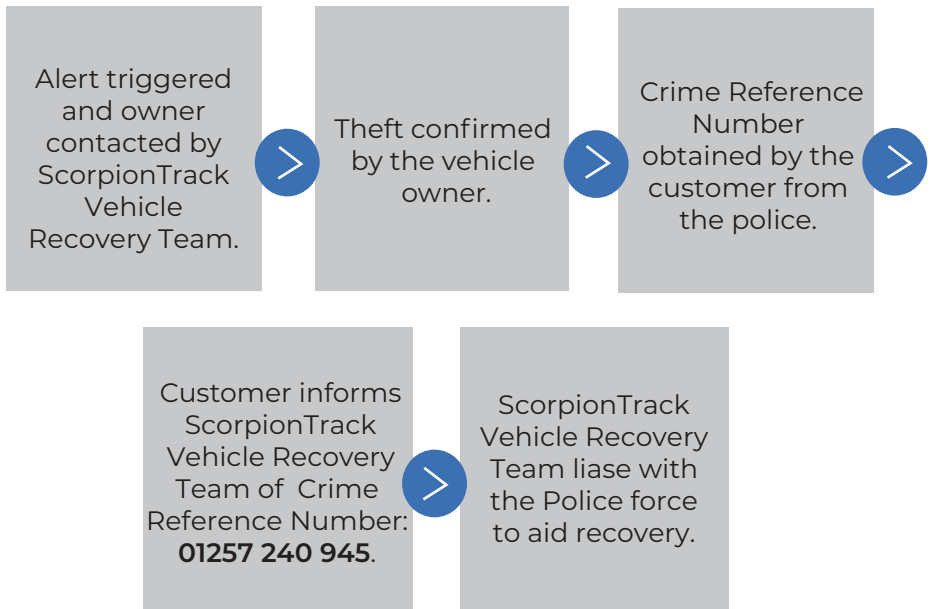 Alert triggered
and owner
contacted by
ScorpionTrack
Vehicle
Recovery Team.
Theft confirmed
by the vehicle
owner.
Crime Reference
Number
obtained by the
customer from
the police.
Customer informs
ScorpionTrack
Vehicle Recovery
Team of  Crime
Reference Number:
01257 240 945.
ScorpionTrack
Vehicle Recovery
Team liase with
the Police force
to aid recovery.